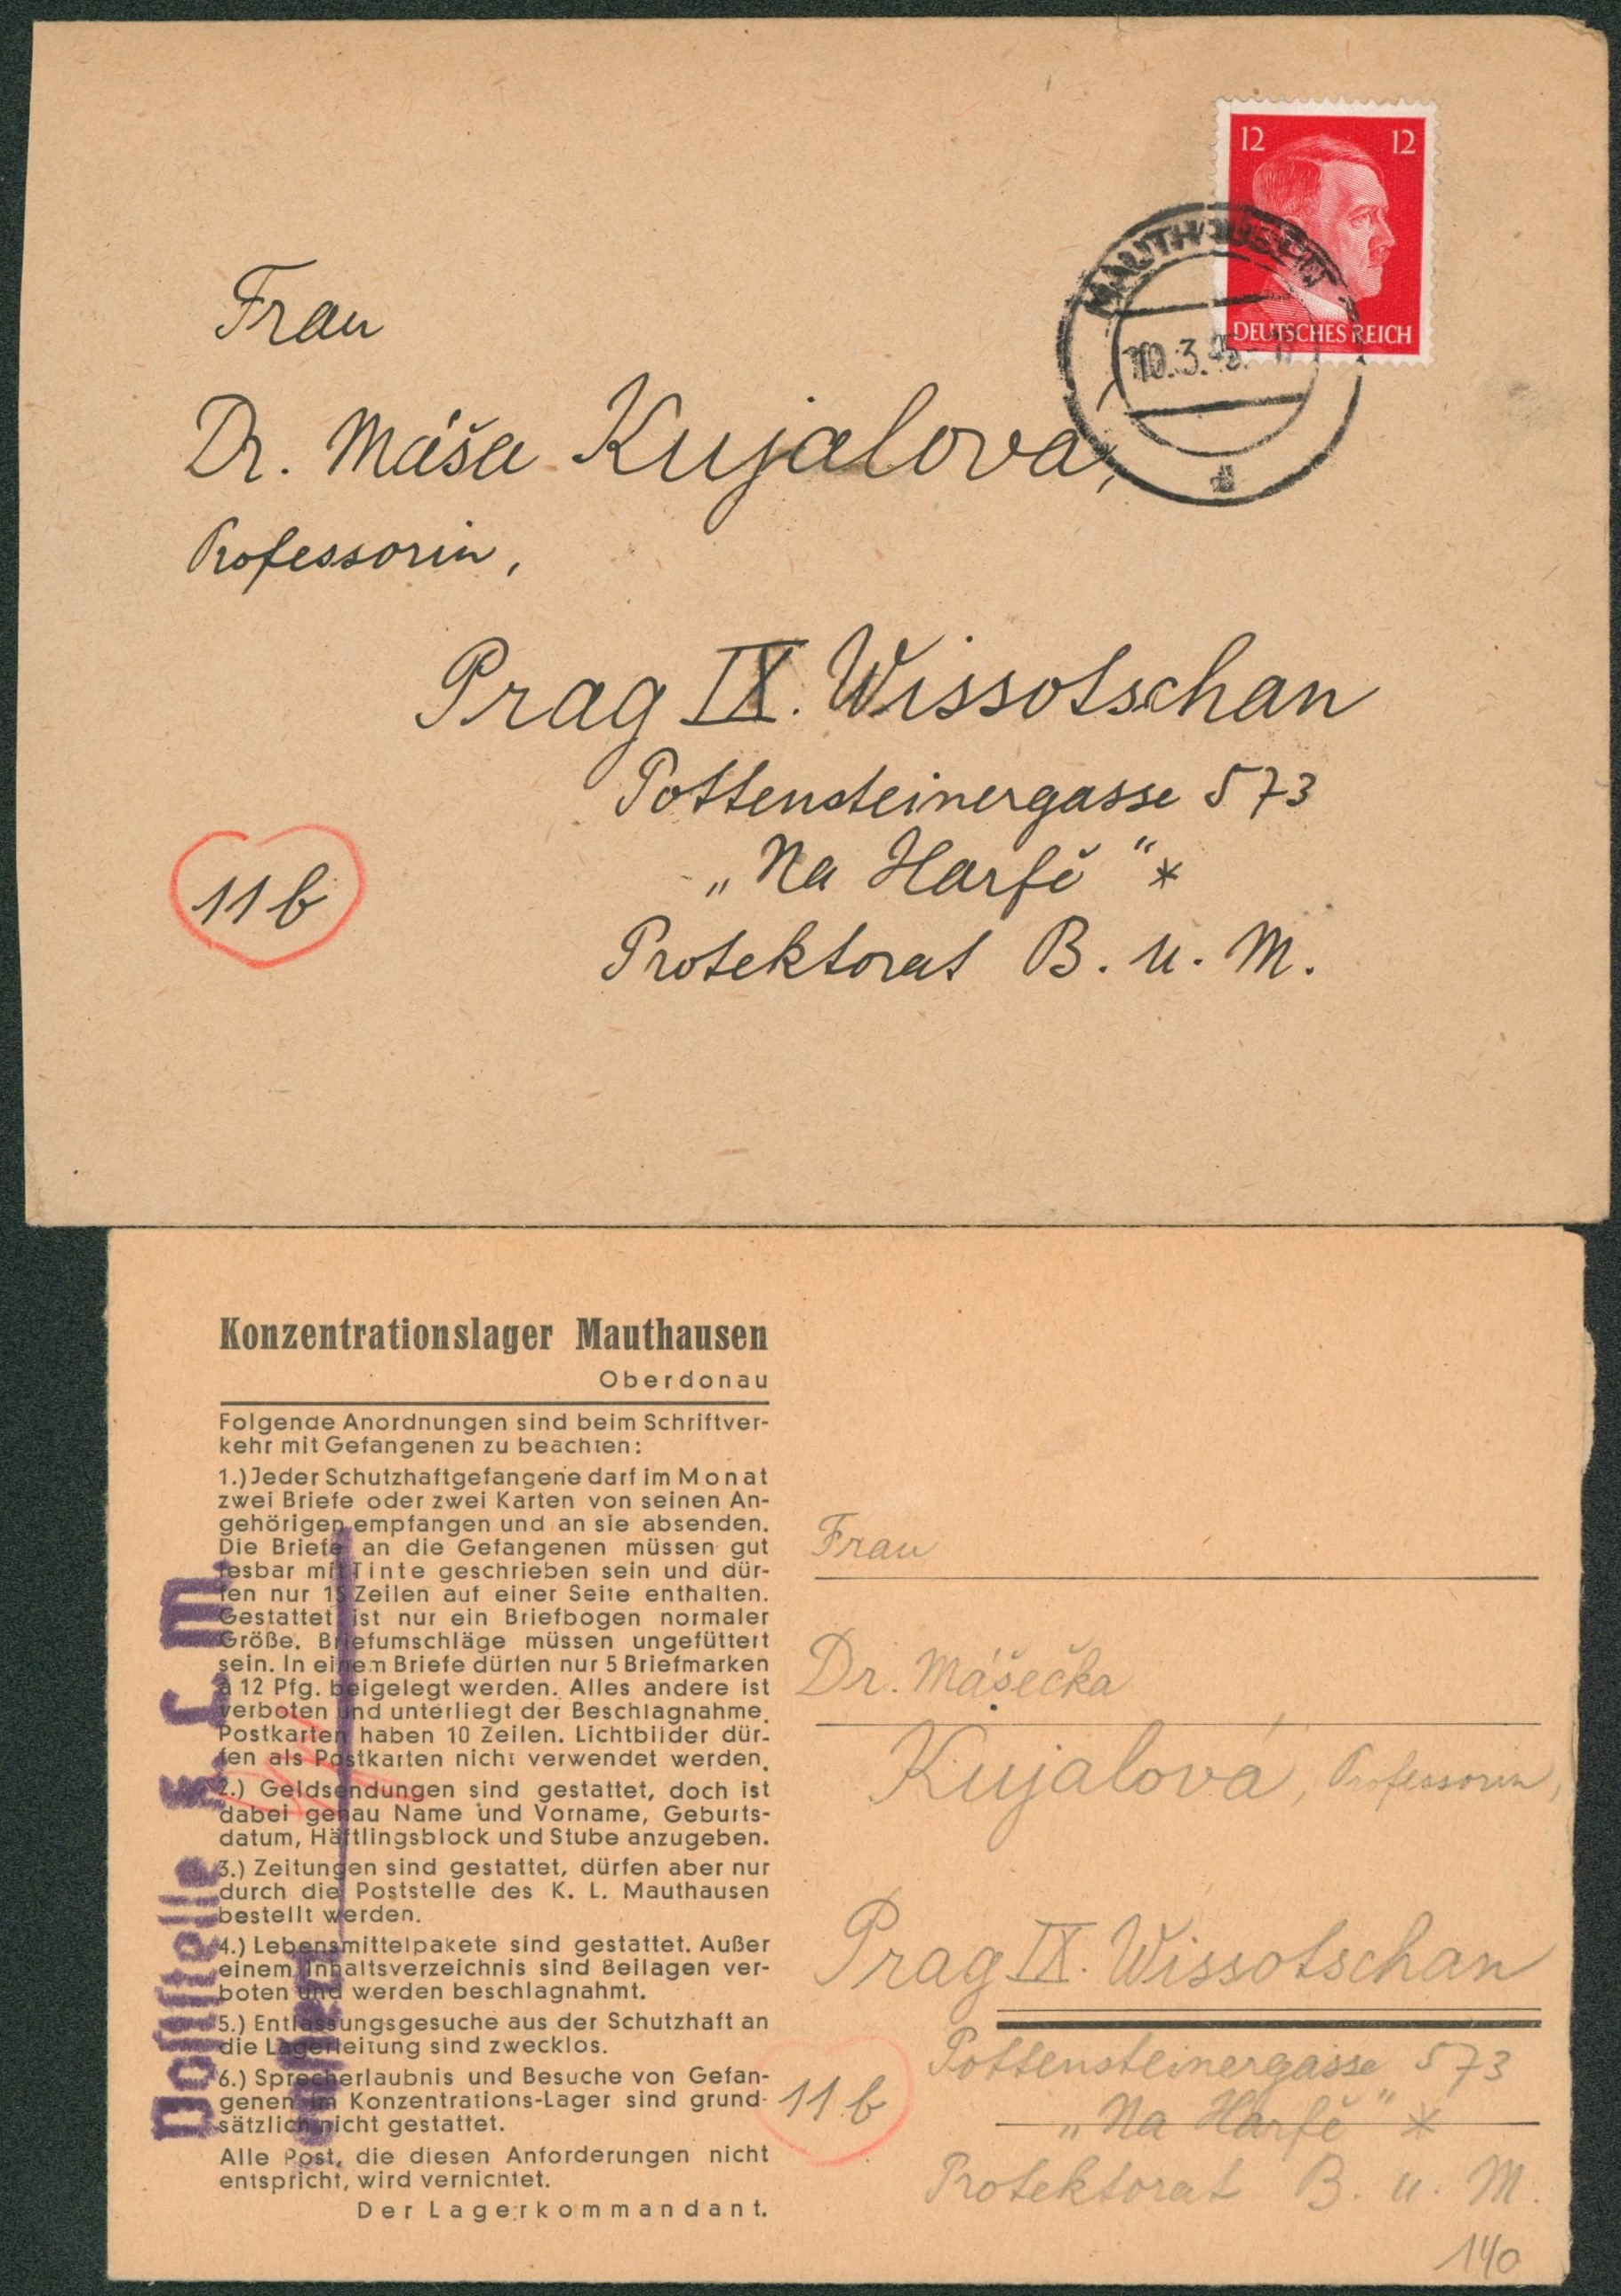 12 12
DEUTSCHES REICH
MAUTHAUSEN
10.3.
Frau
Dr. Máša Kujalová,
Professorin,
Prag IX. Wissotschan
Pottensteinergasse 573
„Na Harfě“ *
Protektorat B. u. M.
11b
Konzentrationslager Mauthausen
Oberdonau
Folgende Anordnungen sind beim Schriftver-
kehr mit Gefangenen zu beachten:
1.) Jeder Schutzhaftgefangene darf im Monat
zwei Briefe oder zwei Karten von seinen An-
gehörigen empfangen und an sie absenden.
Die Briefe an die Gefangenen müssen gut
lesbar mit Tinte geschrieben sein und dür-
fen nur 15 Zeilen auf einer Seite enthalten.
Gestattet ist nur ein Briefbogen normaler
Größe. Briefumschläge müssen ungefüttert
sein. In einem Briefe dürfen nur 5 Briefmarken
à 12 Pfg. beigelegt werden. Alles andere ist
verboten und unterliegt der Beschlagnahme.
Postkarten haben 10 Zeilen. Lichtbilder dür-
fen als Postkarten nicht verwendet werden.
2.) Geldsendungen sind gestattet, doch ist
dabei genau Name und Vorname, Geburts-
datum, Häftlingsblock und Stube anzugeben.
3.) Zeitungen sind gestattet, dürfen aber nur
durch die Poststelle des K. L. Mauthausen
bestellt werden.
4.) Lebensmittelpakete sind gestattet. Außer
einem Inhaltsverzeichnis sind Beilagen ver-
boten und werden beschlagnahmt.
5.) Entlassungsgesuche aus der Schutzhaft an
die Lagerleitung sind zwecklos.
6.) Sprecherlaubnis und Besuche von Gefan-
genen im Konzentrations-Lager sind grund-
sätzlich nicht gestattet.
Alle Post, die diesen Anforderungen nicht
entspricht, wird vernichtet.
Der Lagerkommandant.
Poststelle K. L. M.
Frau
Dr. Mášečka
Kujalová, Professorin,
Prag IX. Wissotschan
Pottensteinergasse 573
„Na Harfě“ *
Protektorat B. u. M.
11b
140